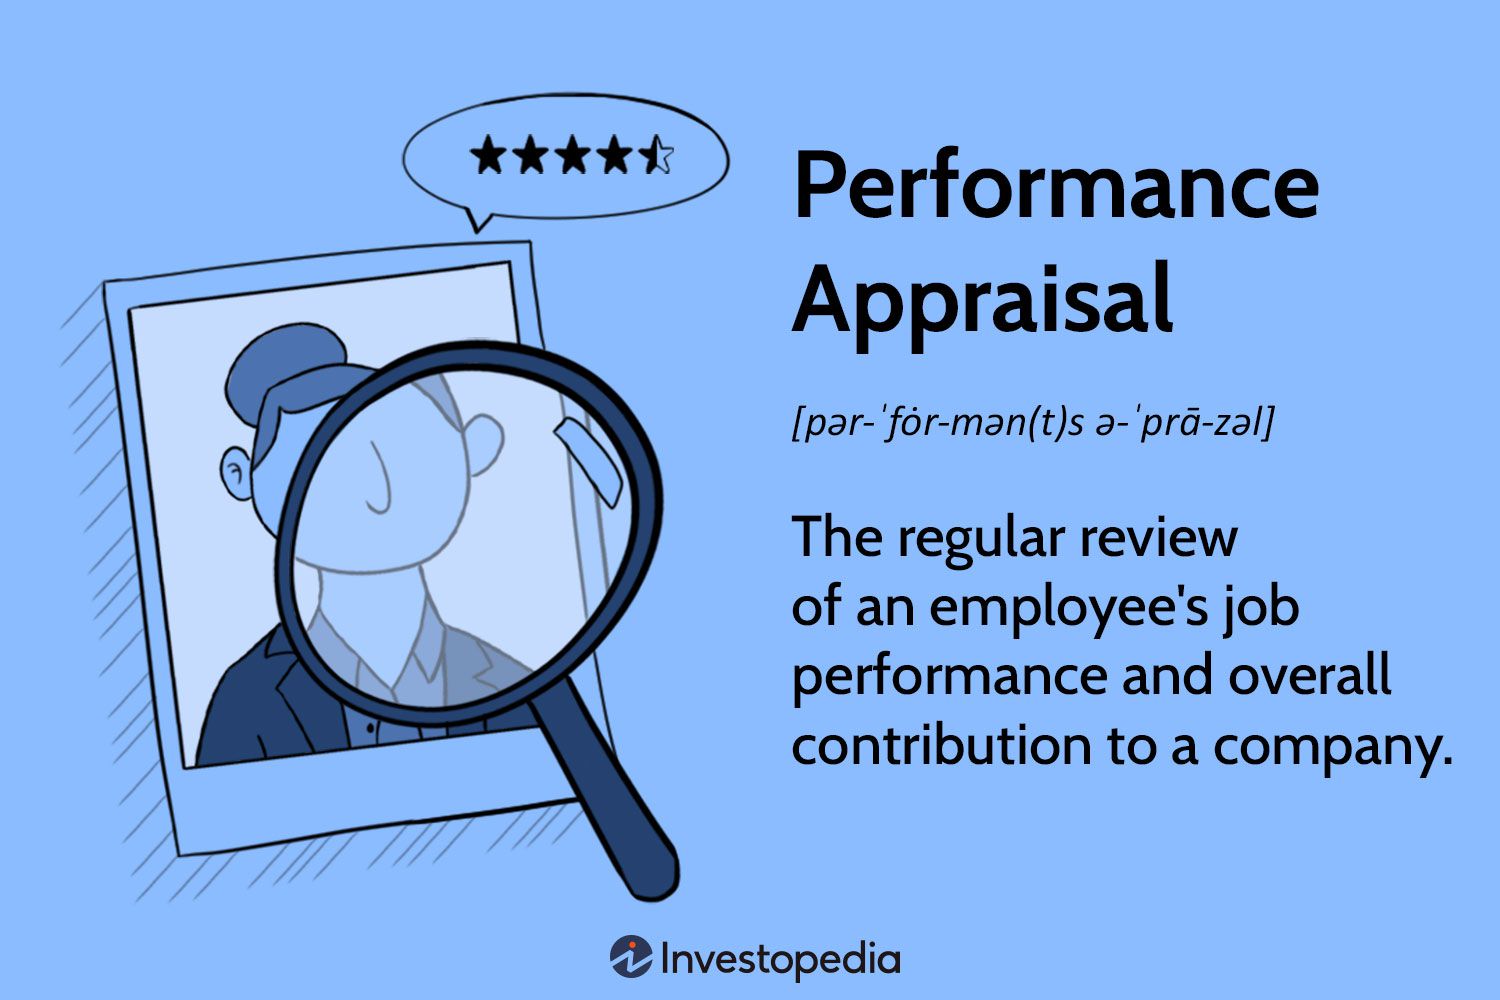 Performance
Appraisal
[pər-ˈfȯr-mən(t)s ə-ˈprā-zəl]
The regular review
of an employee's job
performance and overall
contribution to a company.
Investopedia